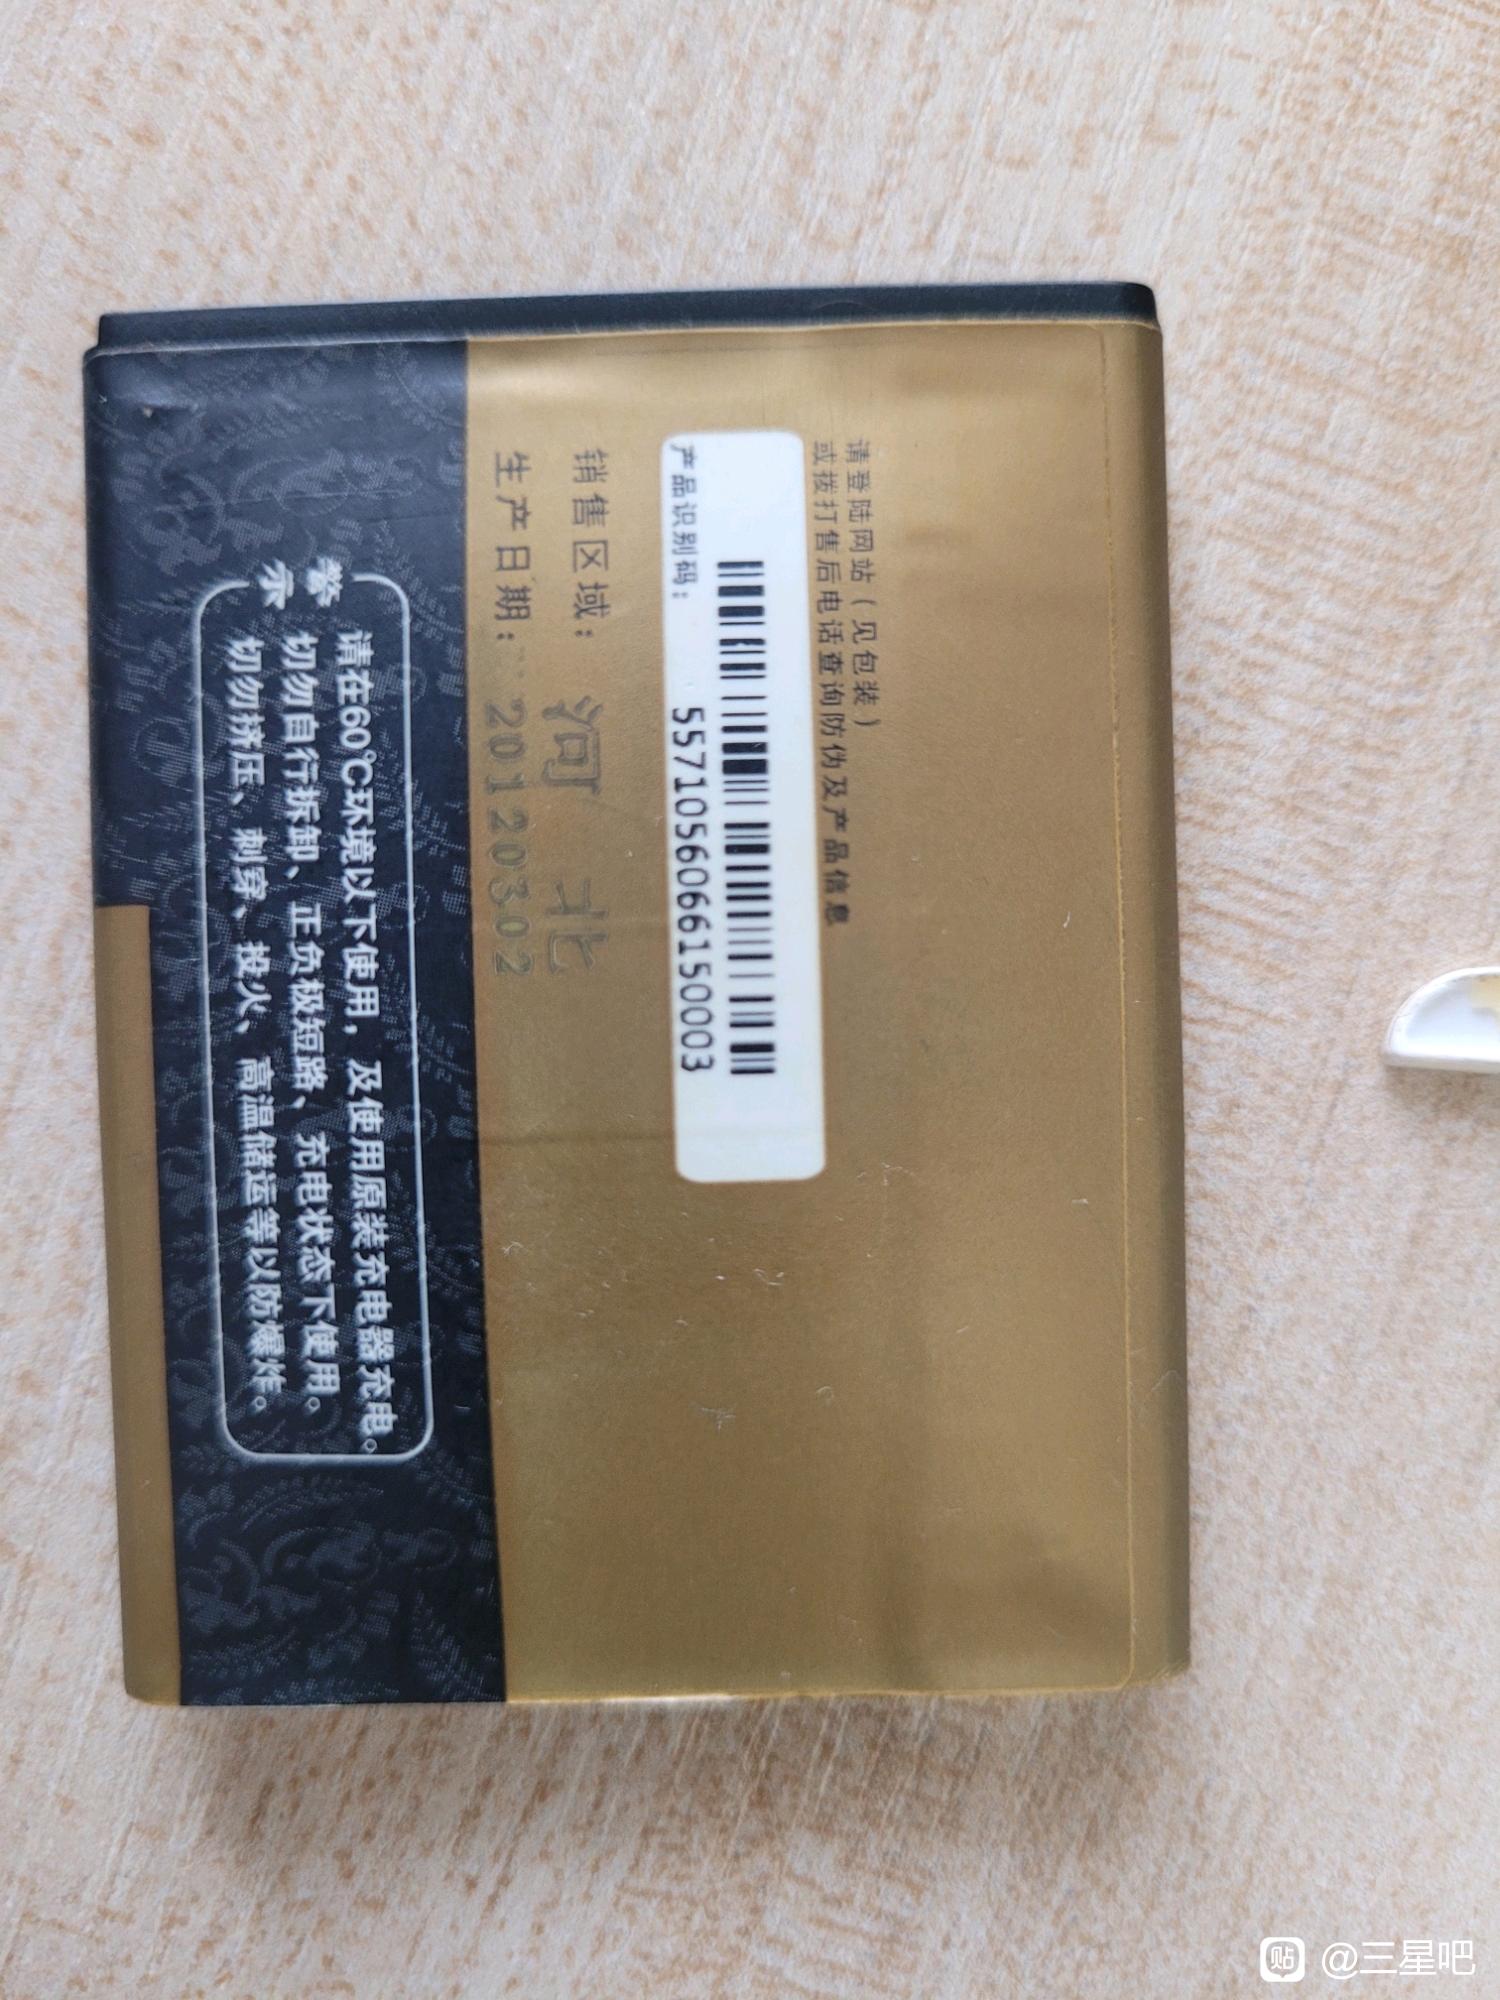 请登陆网站（见包装）
或拨打售后电话查询防伪及产品信息
产品识别码：
5571056066150003
销售区域：河 北
生产日期：20120302
警示
请在60℃环境以下使用，及使用原装充电器充电。
切勿自行拆卸、正负极短路、充电状态下使用。
切勿挤压、刺穿、投火、高温储运等以防爆炸。
贴 @三星吧